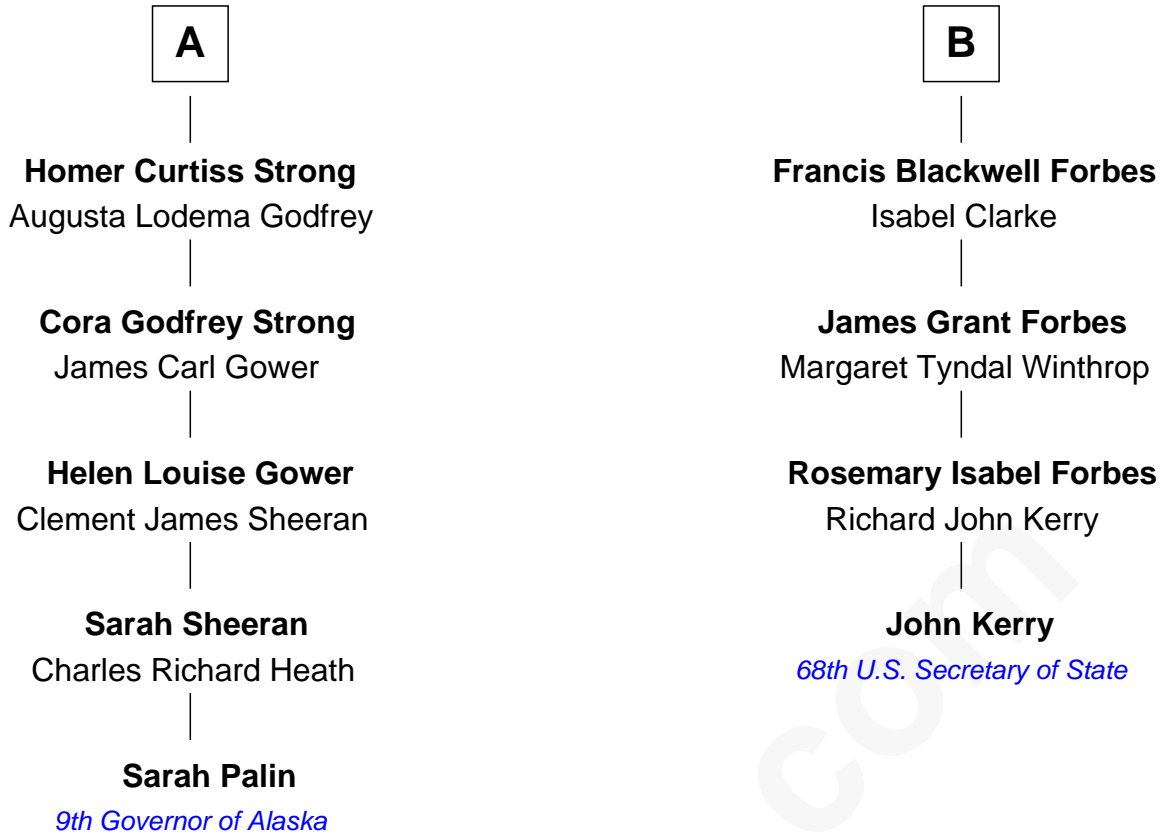 A
Homer Curtiss Strong
Augusta Lodema Godfrey
Cora Godfrey Strong
James Carl Gower
Helen Louise Gower
Clement James Sheeran
Sarah Sheeran
Charles Richard Heath
Sarah Palin
9th Governor of Alaska
B
Francis Blackwell Forbes
Isabel Clarke
James Grant Forbes
Margaret Tyndal Winthrop
Rosemary Isabel Forbes
Richard John Kerry
John Kerry
68th U.S. Secretary of State
com